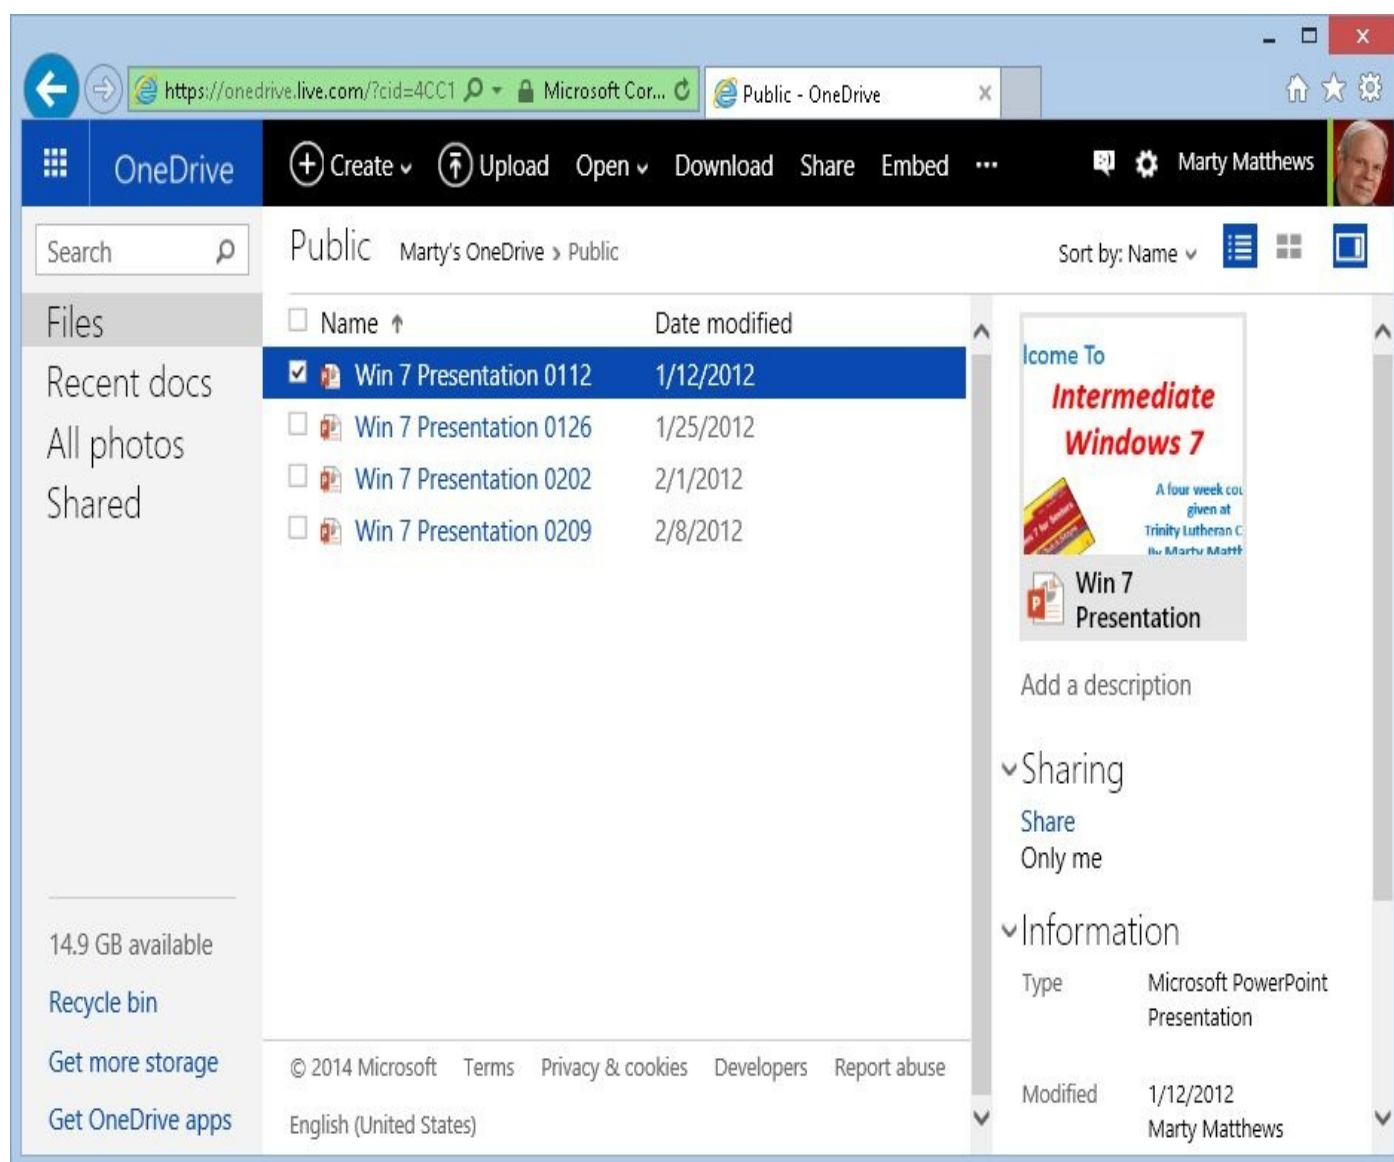 https://onedrive.live.com/?cid=4CC1 Microsoft Cor... Public - OneDrive
OneDrive Create Upload Open Download Share Embed ... Marty Matthews
Search
Public Marty's OneDrive > Public Sort by: Name
Files
Recent docs
All photos
Shared
Name Date modified
Win 7 Presentation 0112 1/12/2012
Win 7 Presentation 0126 1/25/2012
Win 7 Presentation 0202 2/1/2012
Win 7 Presentation 0209 2/8/2012
lcome To
Intermediate
Windows 7
A four week cou
given at
Trinity Lutheran C
By Marty Matth
Win 7
Presentation
Add a description
Sharing
Share
Only me
Information
Type Microsoft PowerPoint
Presentation
Modified 1/12/2012
Marty Matthews
14.9 GB available
Recycle bin
Get more storage
Get OneDrive apps
© 2014 Microsoft Terms Privacy & cookies Developers Report abuse
English (United States)